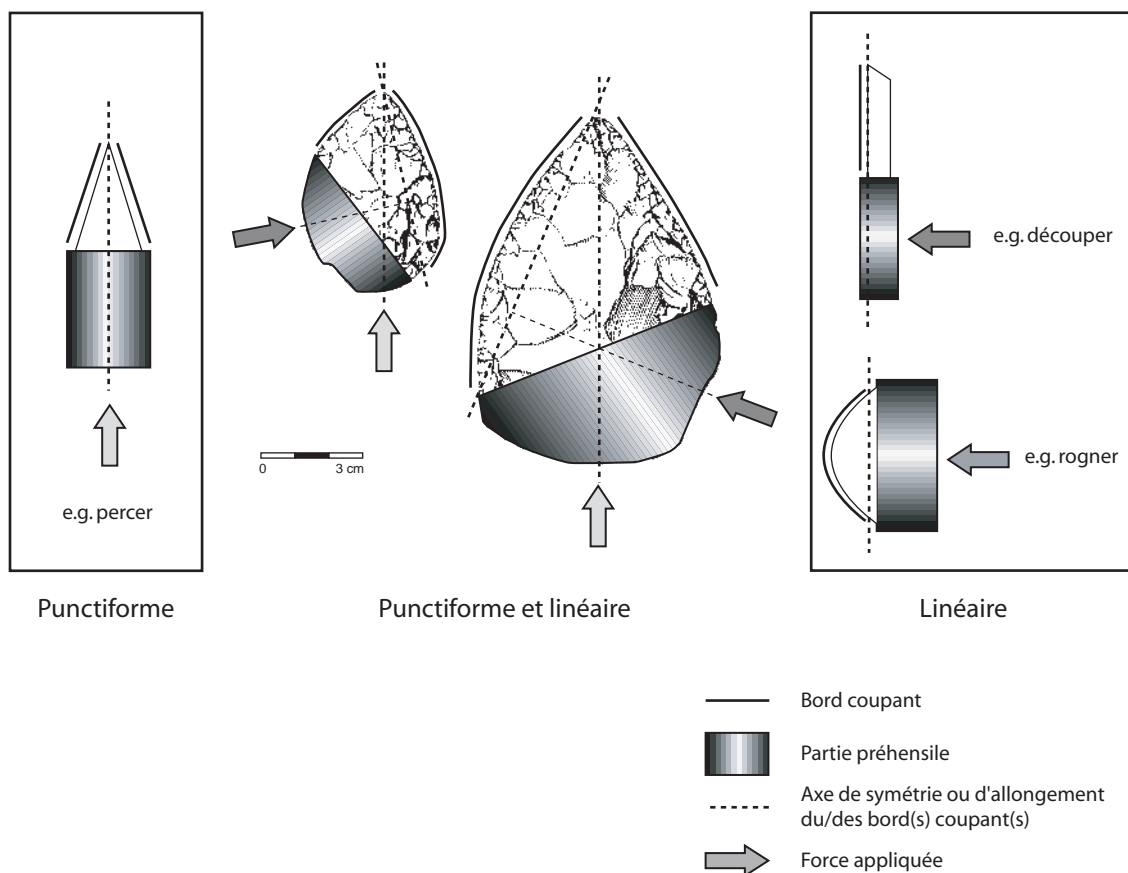 e.g. percer
0 3 cm
e.g. découper
e.g. rogner
Punctiforme
Punctiforme et linéaire
Linéaire
Bord coupant
Partie préhensile
Axe de symétrie ou d'allongement
du/des bord(s) coupant(s)
Force appliquée